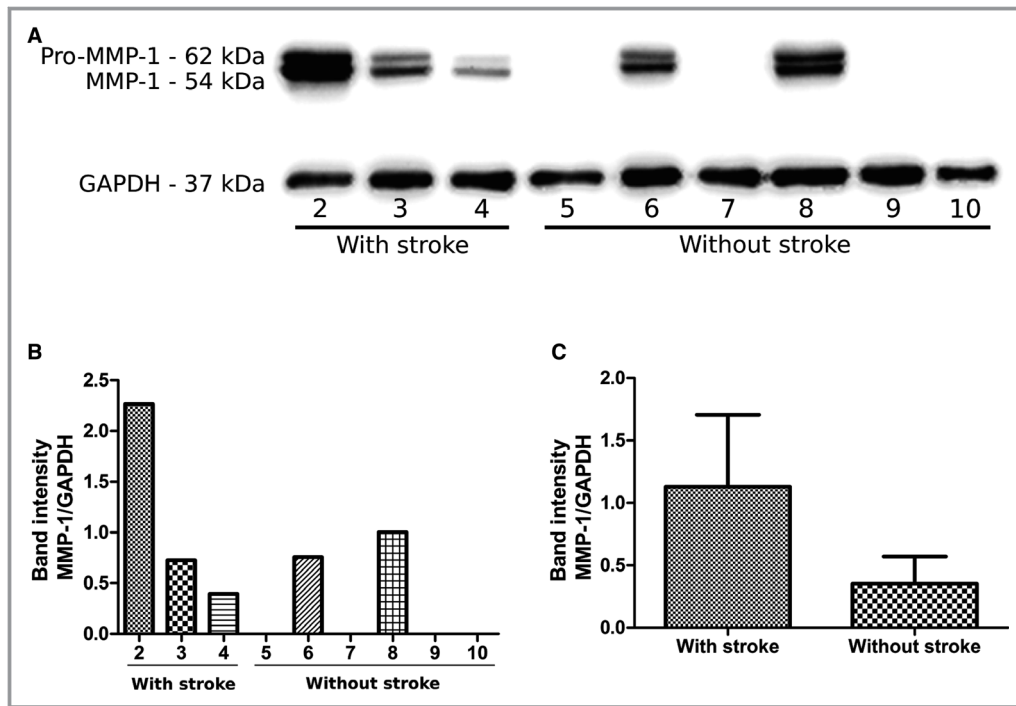 A
Pro-MMP-1 - 62 kDa
MMP-1 - 54 kDa
GAPDH - 37 kDa
2 3 4 5 6 7 8 9 10
With stroke Without stroke
B
Band intensity
MMP-1/GAPDH
2.5
2.0
1.5
1.0
0.5
0.0
2 3 4 5 6 7 8 9 10
With stroke Without stroke
C
Band intensity
MMP-1/GAPDH
2.0
1.5
1.0
0.5
0.0
With stroke Without stroke